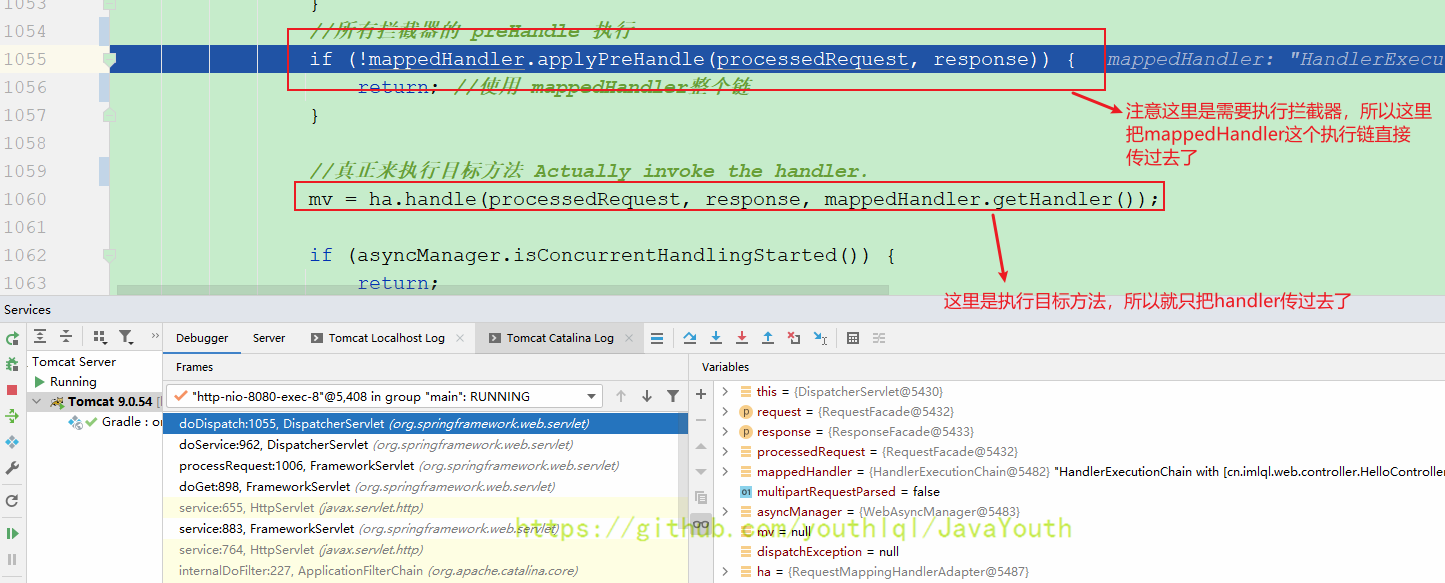 1053 }
1054 //所有拦截器的 preHandle 执行
1055 if (!mappedHandler.applyPreHandle(processedRequest, response)) { mappedHandler: "HandlerExecu
1056 return; //使用 mappedHandler整个链
1057 }
注意这里是需要执行拦截器，所以这里
把mappedHandler这个执行链直接
传过去了
1058
1059 //真正来执行目标方法 Actually invoke the handler.
1060 mv = ha.handle(processedRequest, response, mappedHandler.getHandler());
1061
1062 if (asyncManager.isConcurrentHandlingStarted()) {
1063 return;
这里是执行目标方法，所以就只把handler传过去了
Services
Debugger Server Tomcat Localhost Log Tomcat Catalina Log
Tomcat Server
Running
Tomcat 9.0.54
Gradle : or
Frames
"http-nio-8080-exec-8"@5,408 in group "main": RUNNING
doDispatch:1055, DispatcherServlet (org.springframework.web.servlet)
doService:962, DispatcherServlet (org.springframework.web.servlet)
processRequest:1006, FrameworkServlet (org.springframework.web.servlet)
doGet:898, FrameworkServlet (org.springframework.web.servlet)
service:655, HttpServlet (javax.servlet.http)
service:883, FrameworkServlet (org.springframework.web.servlet)
service:764, HttpServlet (javax.servlet.http)
internalDoFilter:227, ApplicationFilterChain (org.apache.catalina.core)
Variables
this = {DispatcherServlet@5430}
request = {RequestFacade@5432}
response = {ResponseFacade@5433}
processedRequest = {RequestFacade@5432}
mappedHandler = {HandlerExecutionChain@5482} "HandlerExecutionChain with [cn.imlql.web.controller.HelloController
multipartRequestParsed = false
asyncManager = {WebAsyncManager@5483}
mv = null
dispatchException = null
ha = {RequestMappingHandlerAdapter@5487}
https://github.com/youthlql/JavaYouth